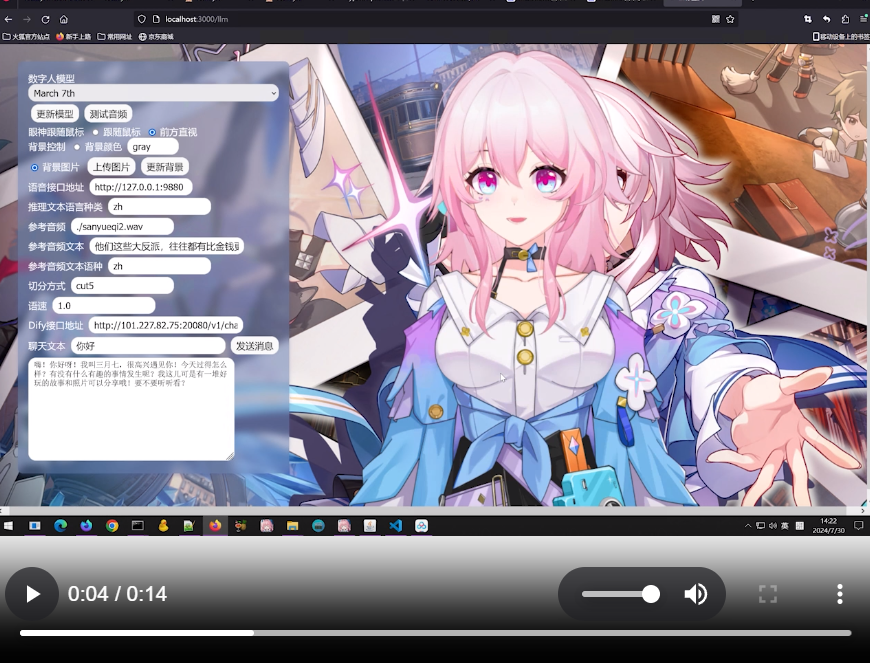 localhost:3000/llm
火狐官方站点 新手上路 常用网址 京东商城 移动设备上的书签
数字人模型
March 7th
更新模型 测试音频
眼神跟随鼠标 跟随鼠标 前方直视
背景控制 背景颜色 gray
背景图片 上传图片 更新背景
语音接口地址 http://127.0.0.1:9880
推理文本语言种类 zh
参考音频 ./sanyueqi2.wav
参考音频文本 他们这些大反派，往往都有比金钱更
参考音频文本语种 zh
切分方式 cut5
语速 1.0
Dify接口地址 http://101.227.82.75:20080/v1/cha
聊天文本 你好 发送消息
嗨！你好呀！我叫三月七，很高兴遇见你！今天过得怎么
样？有没有什么有趣的事情发生呢？我这儿可是有一堆好
玩的故事和照片可以分享哦！要不要听听看？
英
14:22
2024/7/30
0:04 / 0:14